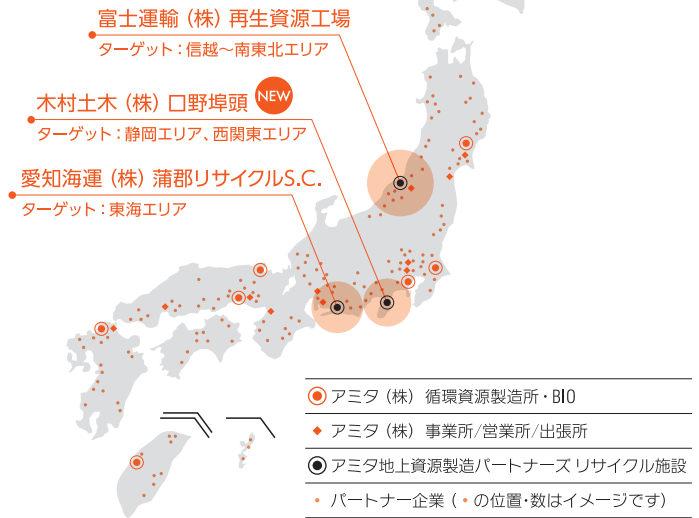 富士運輸（株）再生資源工場
ターゲット：信越～南東北エリア
木村土木（株）口野埠頭 NEW
ターゲット：静岡エリア、西関東エリア
愛知海運（株）蒲郡リサイクルS.C.
ターゲット：東海エリア
アミタ（株） 循環資源製造所・BIO
アミタ（株） 事業所/営業所/出張所
アミタ地上資源製造パートナーズ リサイクル施設
パートナー企業（・の位置・数はイメージです）